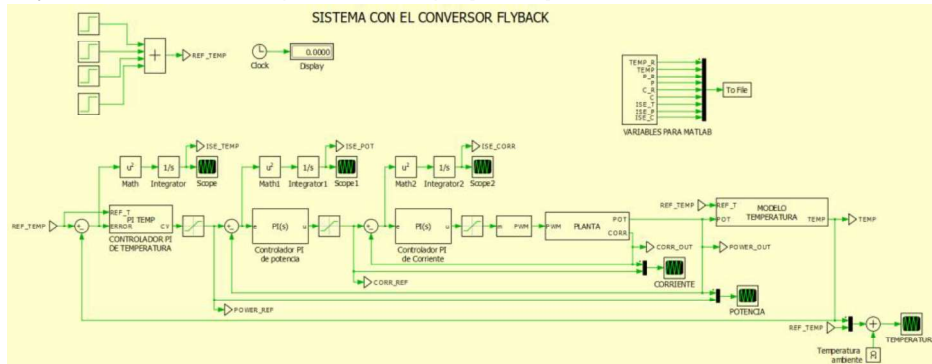 SISTEMA CON EL CONVERSOR FLYBACK
REF_TEMP
Clock
0.0000
Display
TEMP_R
TEMP
P_R
P
C_R
C
ISE_T
ISE_P
ISE_C
To File
VARIABLES PARA MATLAB
ISE_TEMP
ISE_POT
ISE_CORR
u²
1/s
u²
1/s
u²
1/s
Math
Integrator
Scope
Math1
Integrator1
Scope1
Math2
Integrator2
Scope2
REF_TEMP
REF_T
PI TEMP
ERROR
CV
CONTROLADOR PI
DE TEMPERATURA
e
PI(s)
u
Controlador PI
de potencia
e
PI(s)
u
Controlador PI
de Corriente
m
PWM
PWM
PLANTA
POT
CORR
REF_TEMP
REF_T
POT
MODELO
TEMPERATURA
TEMP
TEMP
CORR_OUT
POWER_OUT
CORRIENTE
CORR_REF
POTENCIA
POWER_REF
REF_TEMP
TEMPERATUR
Temperatura
ambiente